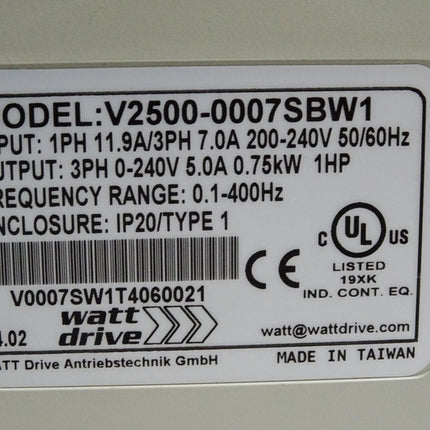 ODEL:V2500-0007SBW1
PUT: 1PH 11.9A/3PH 7.0A 200-240V 50/60Hz
UTPUT: 3PH 0-240V 5.0A 0.75kW 1HP
REQUENCY RANGE: 0.1-400Hz
NCLOSURE: IP20/TYPE 1
C UL US
LISTED
19XK
IND. CONT. EQ.
CE
V0007SW1T4060021
4.02
watt drive
watt@wattdrive.com
ATT Drive Antriebstechnik GmbH
MADE IN TAIWAN